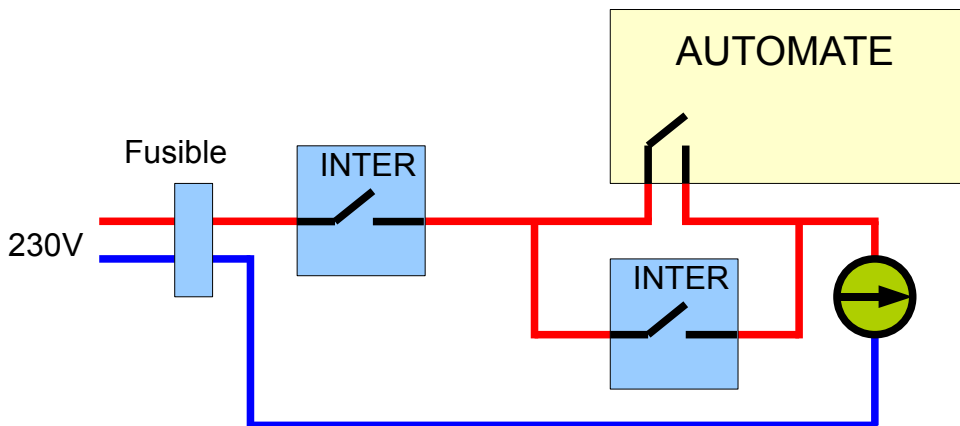 AUTOMATE
Fusible
INTER
230V
INTER